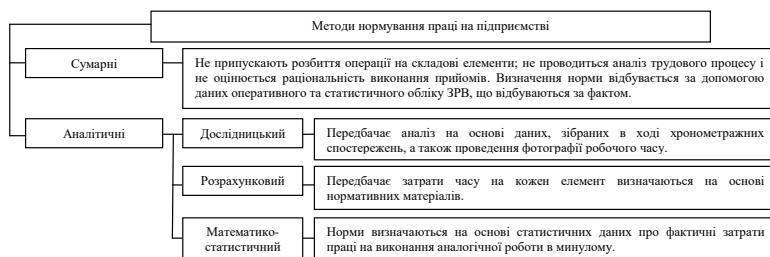 Методи нормування праці на підприємстві
Сумарні
Не припускають розбиття операції на складові елементи; не проводиться аналіз трудового процесу і
не оцінюється раціональність виконання прийомів. Визначення норми відбувається за допомогою
даних оперативного та статистичного обліку ЗРВ, що відбуваються за фактом.
Аналітичні
Дослідницький
Передбачає аналіз на основі даних, зібраних в ході хронометражних
спостережень, а також проведення фотографії робочого часу.
Розрахунковий
Передбачає затрати часу на кожен елемент визначаються на основі
нормативних матеріалів.
Математико-
статистичний
Норми визначаються на основі статистичних даних про фактичні затрати
праці на виконання аналогічної роботи в минулому.